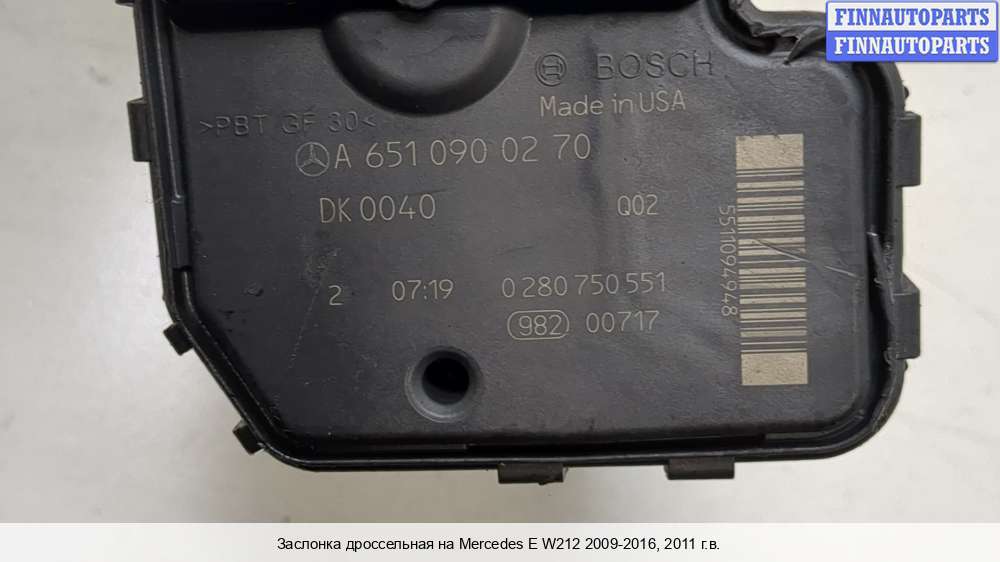 FINNAUTOPARTS
FINNAUTOPARTS
BOSCH
Made in USA
>PBT GF 30<
A 651 090 02 70
DK 0040
Q02
2 07:19 0 280 750 551
982 00717
5511094948
Заслонка дроссельная на Mercedes E W212 2009-2016, 2011 г.в.